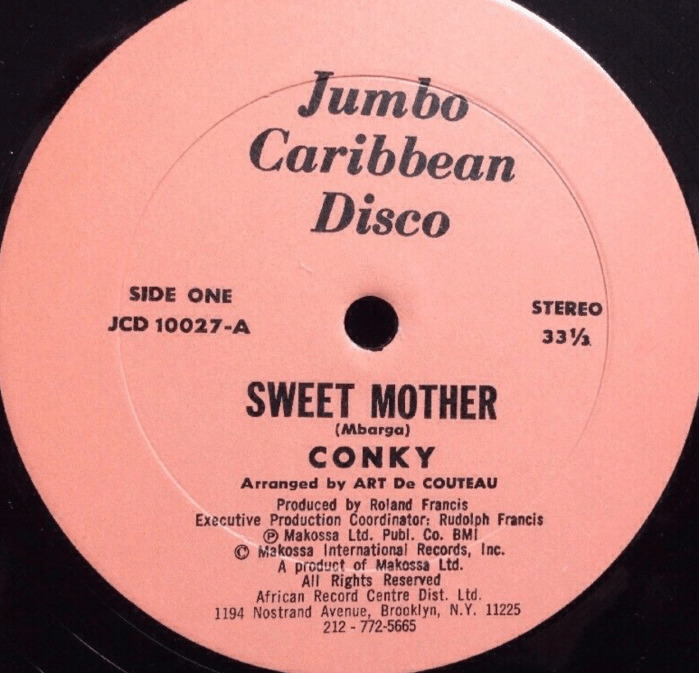 Jumbo
Caribbean
Disco
SIDE ONE
JCD 10027-A
STEREO
33⅓
SWEET MOTHER
(Mbarga)
CONKY
Arranged by ART De COUTEAU
Produced by Roland Francis
Executive Production Coordinator: Rudolph Francis
℗ Makossa Ltd. Publ. Co. BMI
© Makossa International Records, Inc.
A product of Makossa Ltd.
All Rights Reserved
African Record Centre Dist. Ltd.
1194 Nostrand Avenue, Brooklyn, N.Y. 11225
212 - 772-5665